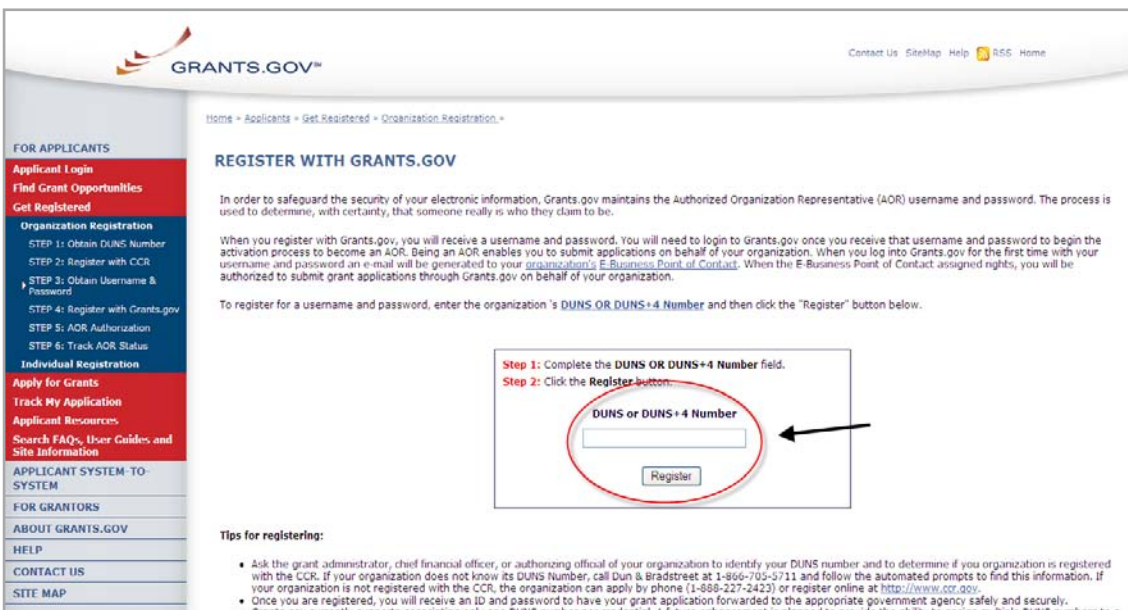 GRANTS.GOV℠
Contact Us SiteMap Help RSS Home
Home > Applicants > Get Registered > Organization Registration >
FOR APPLICANTS
Applicant Login
Find Grant Opportunities
Get Registered
Organization Registration
STEP 1: Obtain DUNS Number
STEP 2: Register with CCR
STEP 3: Obtain Username &
Password
STEP 4: Register with Grants.gov
STEP 5: AOR Authorization
STEP 6: Track AOR Status
Individual Registration
Apply for Grants
Track My Application
Applicant Resources
Search FAQs, User Guides and
Site Information
APPLICANT SYSTEM-TO-
SYSTEM
FOR GRANTORS
ABOUT GRANTS.GOV
HELP
CONTACT US
SITE MAP
REGISTER WITH GRANTS.GOV
In order to safeguard the security of your electronic information, Grants.gov maintains the Authorized Organization Representative (AOR) username and password. The process is
used to determine, with certainty, that someone really is who they claim to be.
When you register with Grants.gov, you will receive a username and password. You will need to login to Grants.gov once you receive that username and password to begin the
activation process to become an AOR. Being an AOR enables you to submit applications on behalf of your organization. When you log into Grants.gov for the first time with your
username and password an e-mail will be generated to your organization's E-Business Point of Contact. When the E-Business Point of Contact assigned rights, you will be
authorized to submit grant applications through Grants.gov on behalf of your organization.
To register for a username and password, enter the organization 's DUNS OR DUNS+4 Number and then click the "Register" button below.
Step 1: Complete the DUNS OR DUNS+4 Number field.
Step 2: Click the Register button.
DUNS or DUNS+4 Number
Register
Tips for registering:
• Ask the grant administrator, chief financial officer, or authorizing official of your organization to identify your DUNS number and to determine if you organization is registered
with the CCR. If your organization does not know its DUNS Number, call Dun & Bradstreet at 1-866-705-5711 and follow the automated prompts to find this information. If
your organization is not registered with the CCR, the organization can apply by phone (1-888-227-2423) or register online at http://www.ccr.gov.
• Once you are registered, you will receive an ID and password to have your grant application forwarded to the appropriate government agency safely and securely.